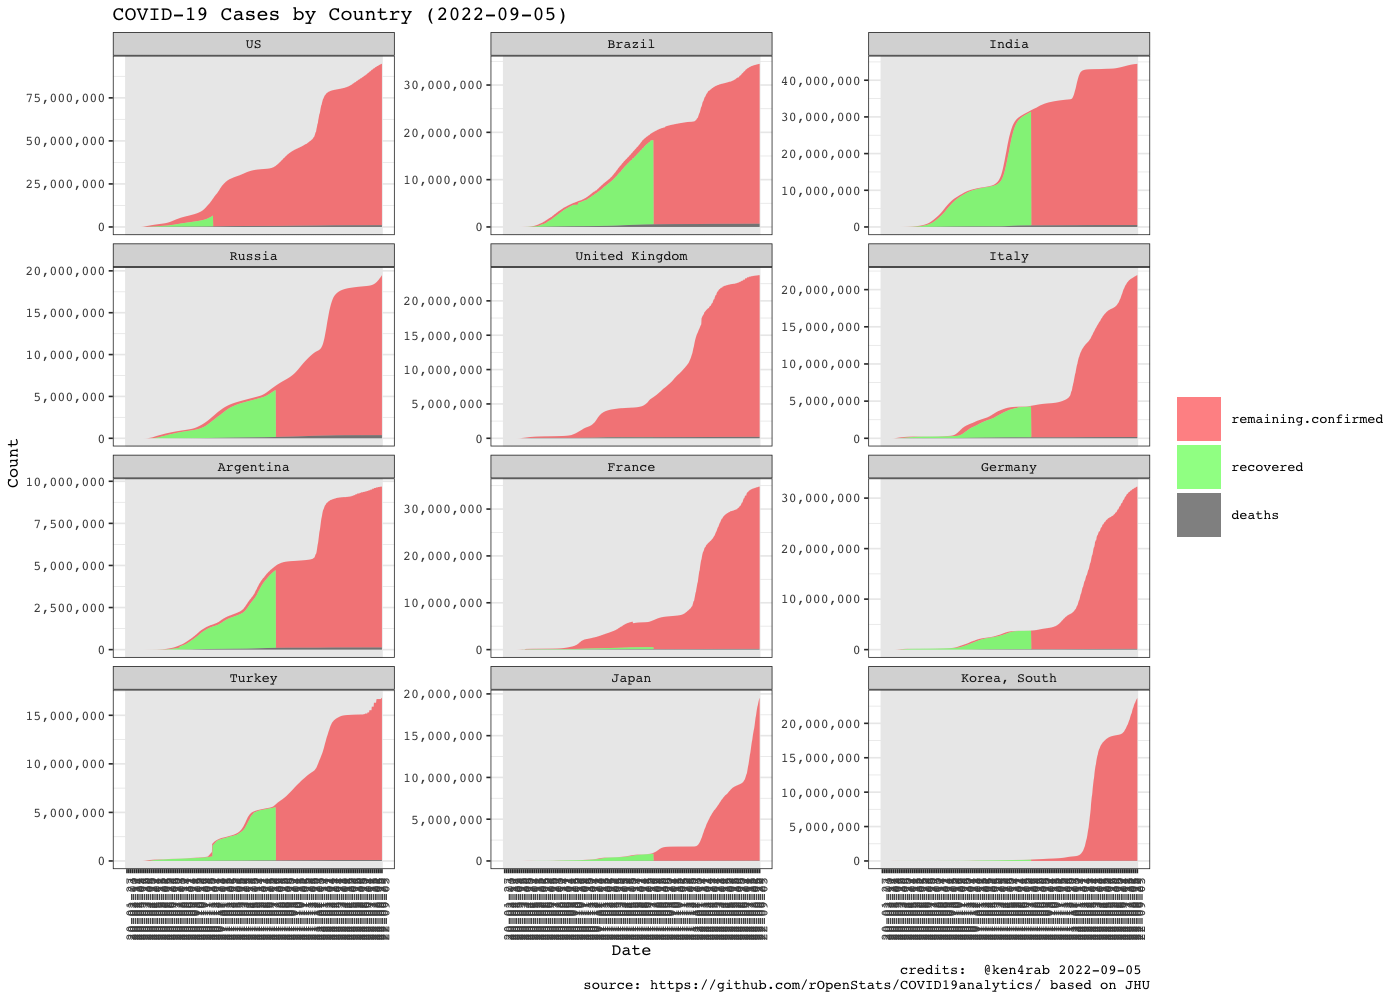 COVID-19 Cases by Country (2022-09-05)
US
Brazil
India
75,000,000
50,000,000
25,000,000
0
30,000,000
20,000,000
10,000,000
0
40,000,000
30,000,000
20,000,000
10,000,000
0
Russia
United Kingdom
Italy
20,000,000
15,000,000
10,000,000
5,000,000
0
20,000,000
15,000,000
10,000,000
5,000,000
0
20,000,000
15,000,000
10,000,000
5,000,000
0
Argentina
France
Germany
10,000,000
7,500,000
5,000,000
2,500,000
0
30,000,000
20,000,000
10,000,000
0
30,000,000
20,000,000
10,000,000
0
Turkey
Japan
Korea, South
15,000,000
10,000,000
5,000,000
0
20,000,000
15,000,000
10,000,000
5,000,000
0
20,000,000
15,000,000
10,000,000
5,000,000
0
Count
Date
remaining.confirmed
recovered
deaths
credits: @ken4rab 2022-09-05
source: https://github.com/rOpenStats/COVID19analytics/ based on JHU